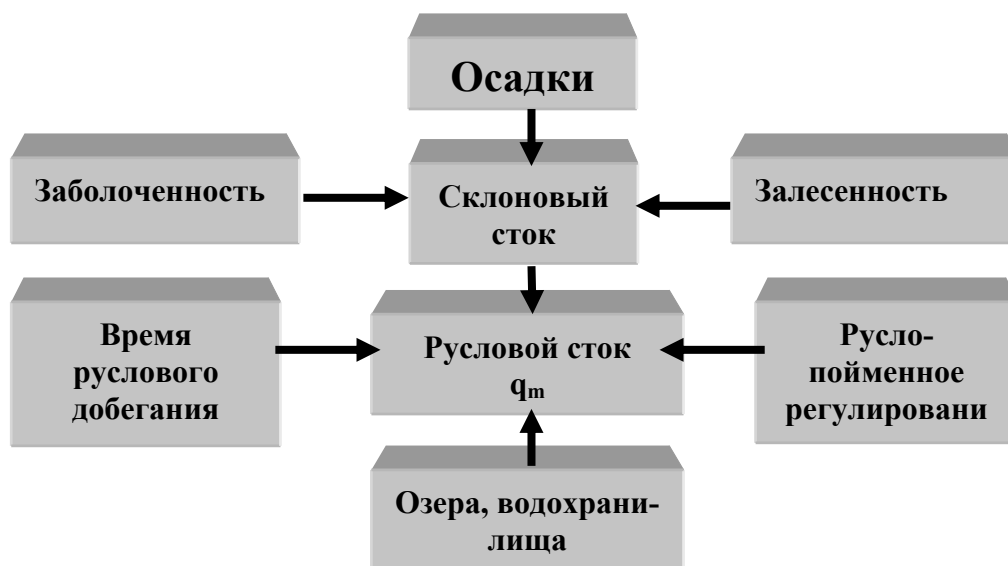 Осадки
Заболоченность
Склоновый
сток
Залесенность
Время
руслового
добегания
Русловой сток
qm
Русло-
пойменное
регулировани
Озера, водохрани-
лища